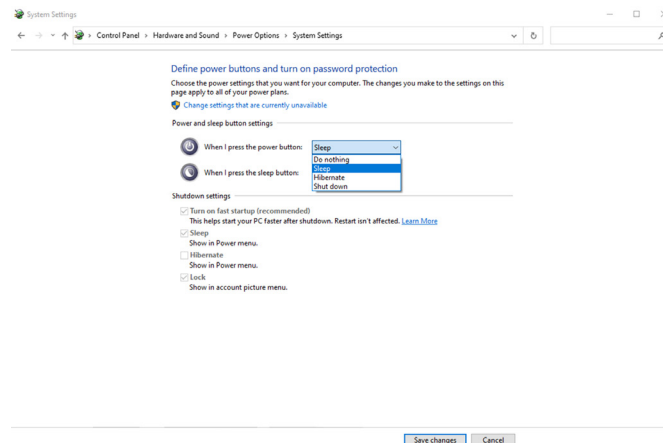 System Settings
Control Panel > Hardware and Sound > Power Options > System Settings
Define power buttons and turn on password protection
Choose the power settings that you want for your computer. The changes you make to the settings on this
page apply to all of your power plans.
Change settings that are currently unavailable
Power and sleep button settings
When I press the power button:
Sleep
Do nothing
Sleep
Hibernate
Shut down
When I press the sleep button:
Shutdown settings
Turn on fast startup (recommended)
This helps start your PC faster after shutdown. Restart isn't affected. Learn More
Sleep
Show in Power menu.
Hibernate
Show in Power menu.
Lock
Show in account picture menu.
Save changes
Cancel